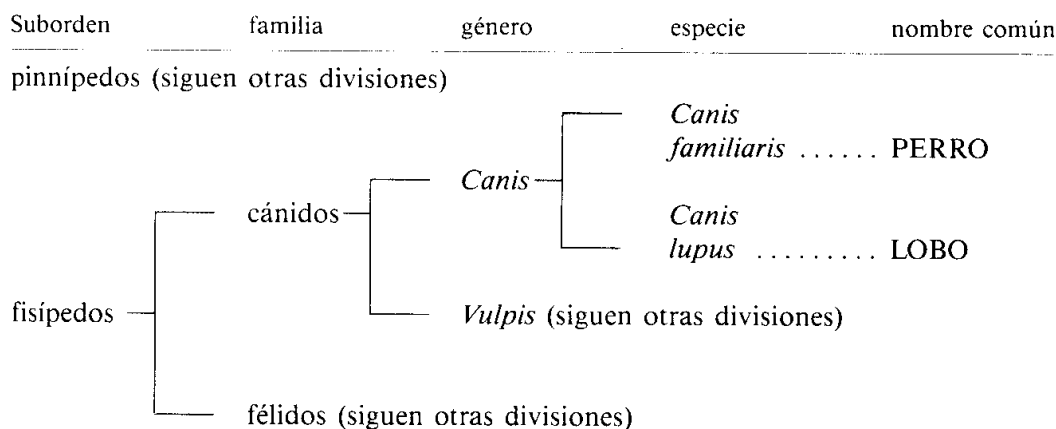 Suborden familia género especie nombre común
pinnípedos (siguen otras divisiones)
Canis
familiaris ...... PERRO
Canis
cánidos
Canis
lupus ......... LOBO
fisípedos
Vulpis (siguen otras divisiones)
félidos (siguen otras divisiones)